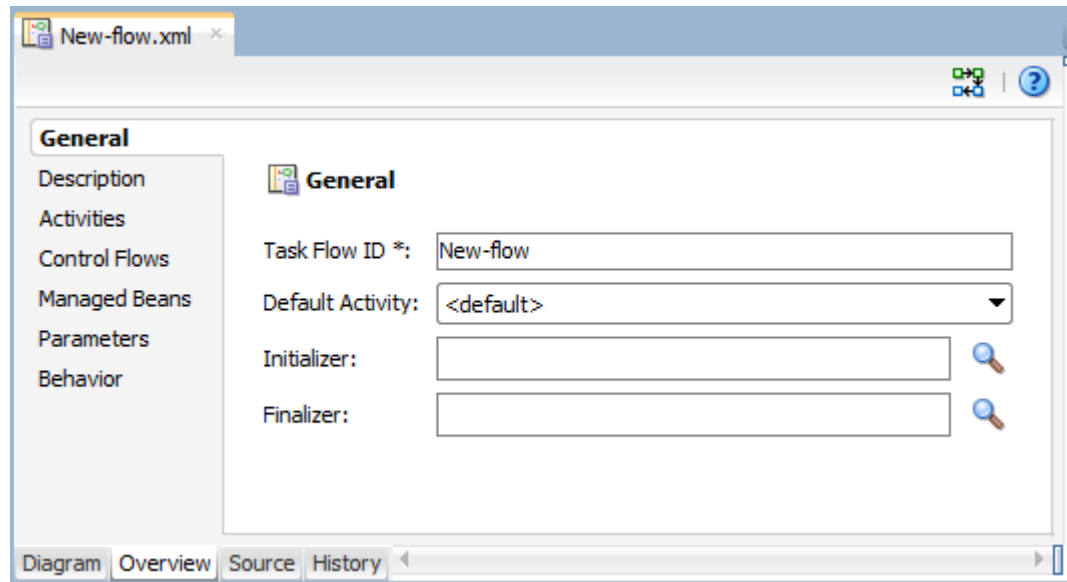 New-flow.xml
General
Description
Activities
Control Flows
Managed Beans
Parameters
Behavior
General
Task Flow ID *: New-flow
Default Activity: <default>
Initializer:
Finalizer:
Diagram Overview Source History